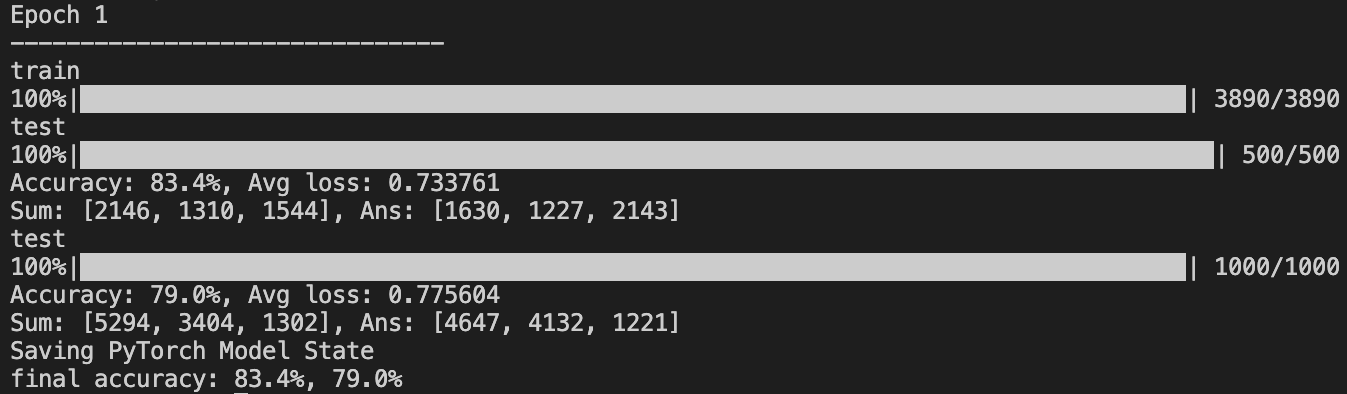 Epoch 1
-------------------------------
train
100%|| 3890/3890
test
100%|| 500/500
Accuracy: 83.4%, Avg loss: 0.733761
Sum: [2146, 1310, 1544], Ans: [1630, 1227, 2143]
test
100%|| 1000/1000
Accuracy: 79.0%, Avg loss: 0.775604
Sum: [5294, 3404, 1302], Ans: [4647, 4132, 1221]
Saving PyTorch Model State
final accuracy: 83.4%, 79.0%